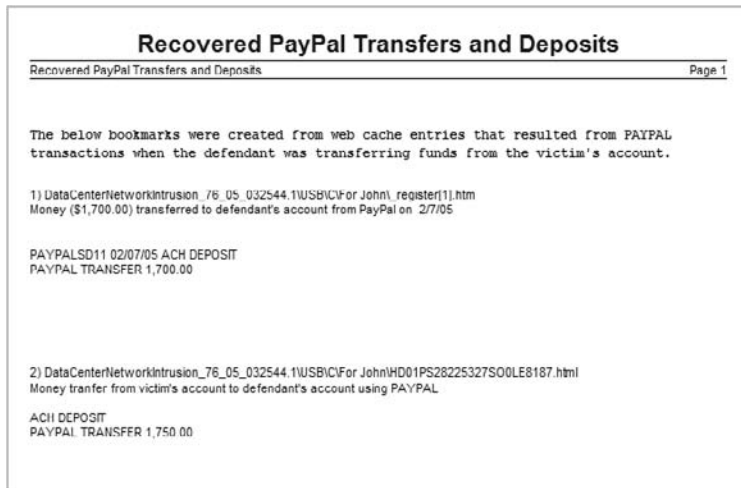 Recovered PayPal Transfers and Deposits
Recovered PayPal Transfers and Deposits Page 1
The below bookmarks were created from web cache entries that resulted from PAYPAL
transactions when the defendant was transferring funds from the victim's account.
1) DataCenterNetworkIntrusion_76_05_032544.1\USB\C\For John\_register[1].htm
Money ($1,700.00) transferred to defendant's account from PayPal on 2/7/05
PAYPALSD11 02/07/05 ACH DEPOSIT
PAYPAL TRANSFER 1,700.00
2) DataCenterNetworkIntrusion_76_05_032544.1\USB\C\For John\HD01PS28225327SO0LE8187.html
Money tranfer from victim's account to defendant's account using PAYPAL
ACH DEPOSIT
PAYPAL TRANSFER 1,750.00